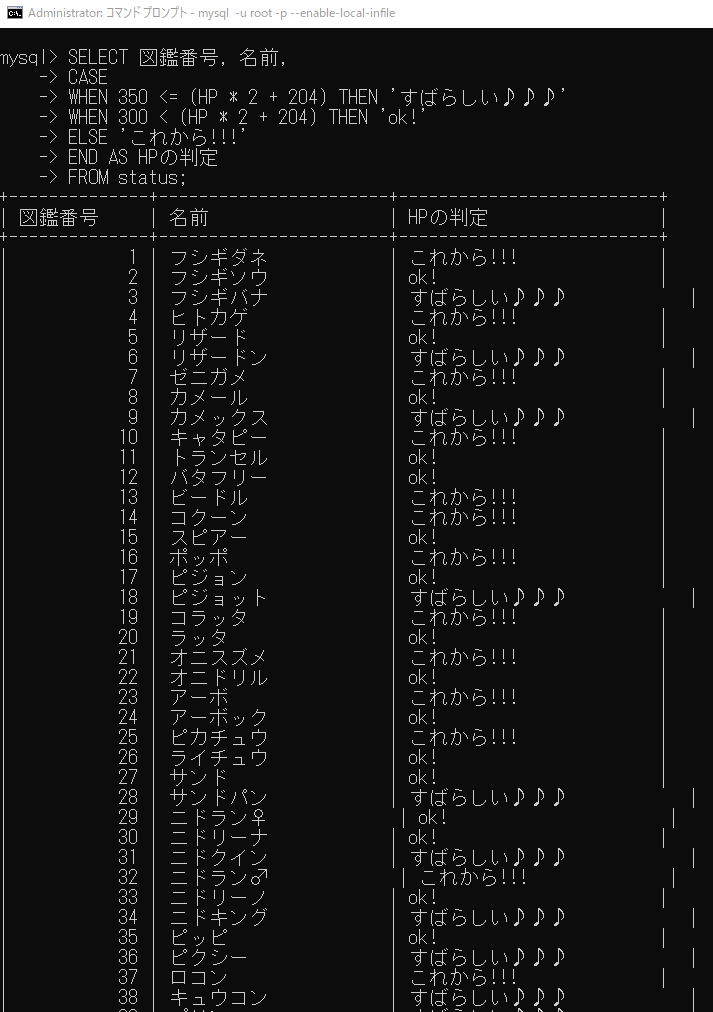 Administrator: コマンド プロンプト - mysql -u root -p --enable-local-infile
mysql> SELECT 図鑑番号, 名前,
    -> CASE
    -> WHEN 350 <= (HP * 2 + 204) THEN 'すばらしい♪♪♪'
    -> WHEN 300 < (HP * 2 + 204) THEN 'ok!'
    -> ELSE 'これから!!!'
    -> END AS HPの判定
    -> FROM status;
+--------------+-----------------------+--------------------------+
| 図鑑番号 | 名前 | HPの判定 |
+--------------+-----------------------+--------------------------+
| 1 | フシギダネ | これから!!! |
| 2 | フシギソウ | ok! |
| 3 | フシギバナ | すばらしい♪♪♪ |
| 4 | ヒトカゲ | これから!!! |
| 5 | リザード | ok! |
| 6 | リザードン | すばらしい♪♪♪ |
| 7 | ゼニガメ | これから!!! |
| 8 | カメール | ok! |
| 9 | カメックス | すばらしい♪♪♪ |
| 10 | キャタピー | これから!!! |
| 11 | トランセル | ok! |
| 12 | バタフリー | ok! |
| 13 | ビードル | これから!!! |
| 14 | コクーン | これから!!! |
| 15 | スピアー | ok! |
| 16 | ポッポ | これから!!! |
| 17 | ピジョン | ok! |
| 18 | ピジョット | すばらしい♪♪♪ |
| 19 | コラッタ | これから!!! |
| 20 | ラッタ | ok! |
| 21 | オニスズメ | これから!!! |
| 22 | オニドリル | ok! |
| 23 | アーボ | これから!!! |
| 24 | アーボック | ok! |
| 25 | ピカチュウ | これから!!! |
| 26 | ライチュウ | ok! |
| 27 | サンド | ok! |
| 28 | サンドパン | すばらしい♪♪♪ |
| 29 | ニドラン♀ | ok! |
| 30 | ニドリーナ | ok! |
| 31 | ニドクイン | すばらしい♪♪♪ |
| 32 | ニドラン♂ | これから!!! |
| 33 | ニドリーノ | ok! |
| 34 | ニドキング | すばらしい♪♪♪ |
| 35 | ピッピ | ok! |
| 36 | ピクシー | すばらしい♪♪♪ |
| 37 | ロコン | これから!!! |
| 38 | キュウコン | すばらしい♪♪♪ |